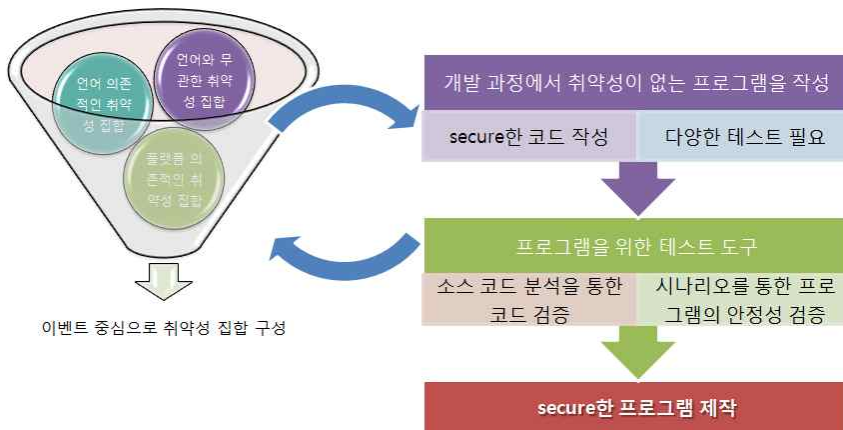 언어 의존
적인 취약
성 집합
언어와 무
관한 취약
성 집합
플랫폼 의
존적인 취
약성 집합
이벤트 중심으로 취약성 집합 구성
개발 과정에서 취약성이 없는 프로그램을 작성
secure한 코드 작성
다양한 테스트 필요
프로그램을 위한 테스트 도구
소스 코드 분석을 통한
코드 검증
시나리오를 통한 프로
그램의 안정성 검증
secure한 프로그램 제작